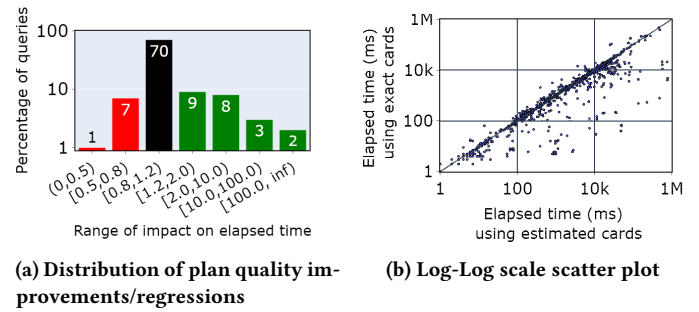 Percentage of queries
100
10
1
1
7
70
9
8
3
2
(0,0.5)
[0.5,0.8)
[0.8,1.2)
[1.2,2.0)
[2.0,10.0)
[10.0,100.0)
[100.0, inf)
Range of impact on elapsed time
(a) Distribution of plan quality im-
provements/regressions
Elapsed time (ms)
using exact cards
1M
10k
100
1
1
100
10k
1M
Elapsed time (ms)
using estimated cards
(b) Log-Log scale scatter plot